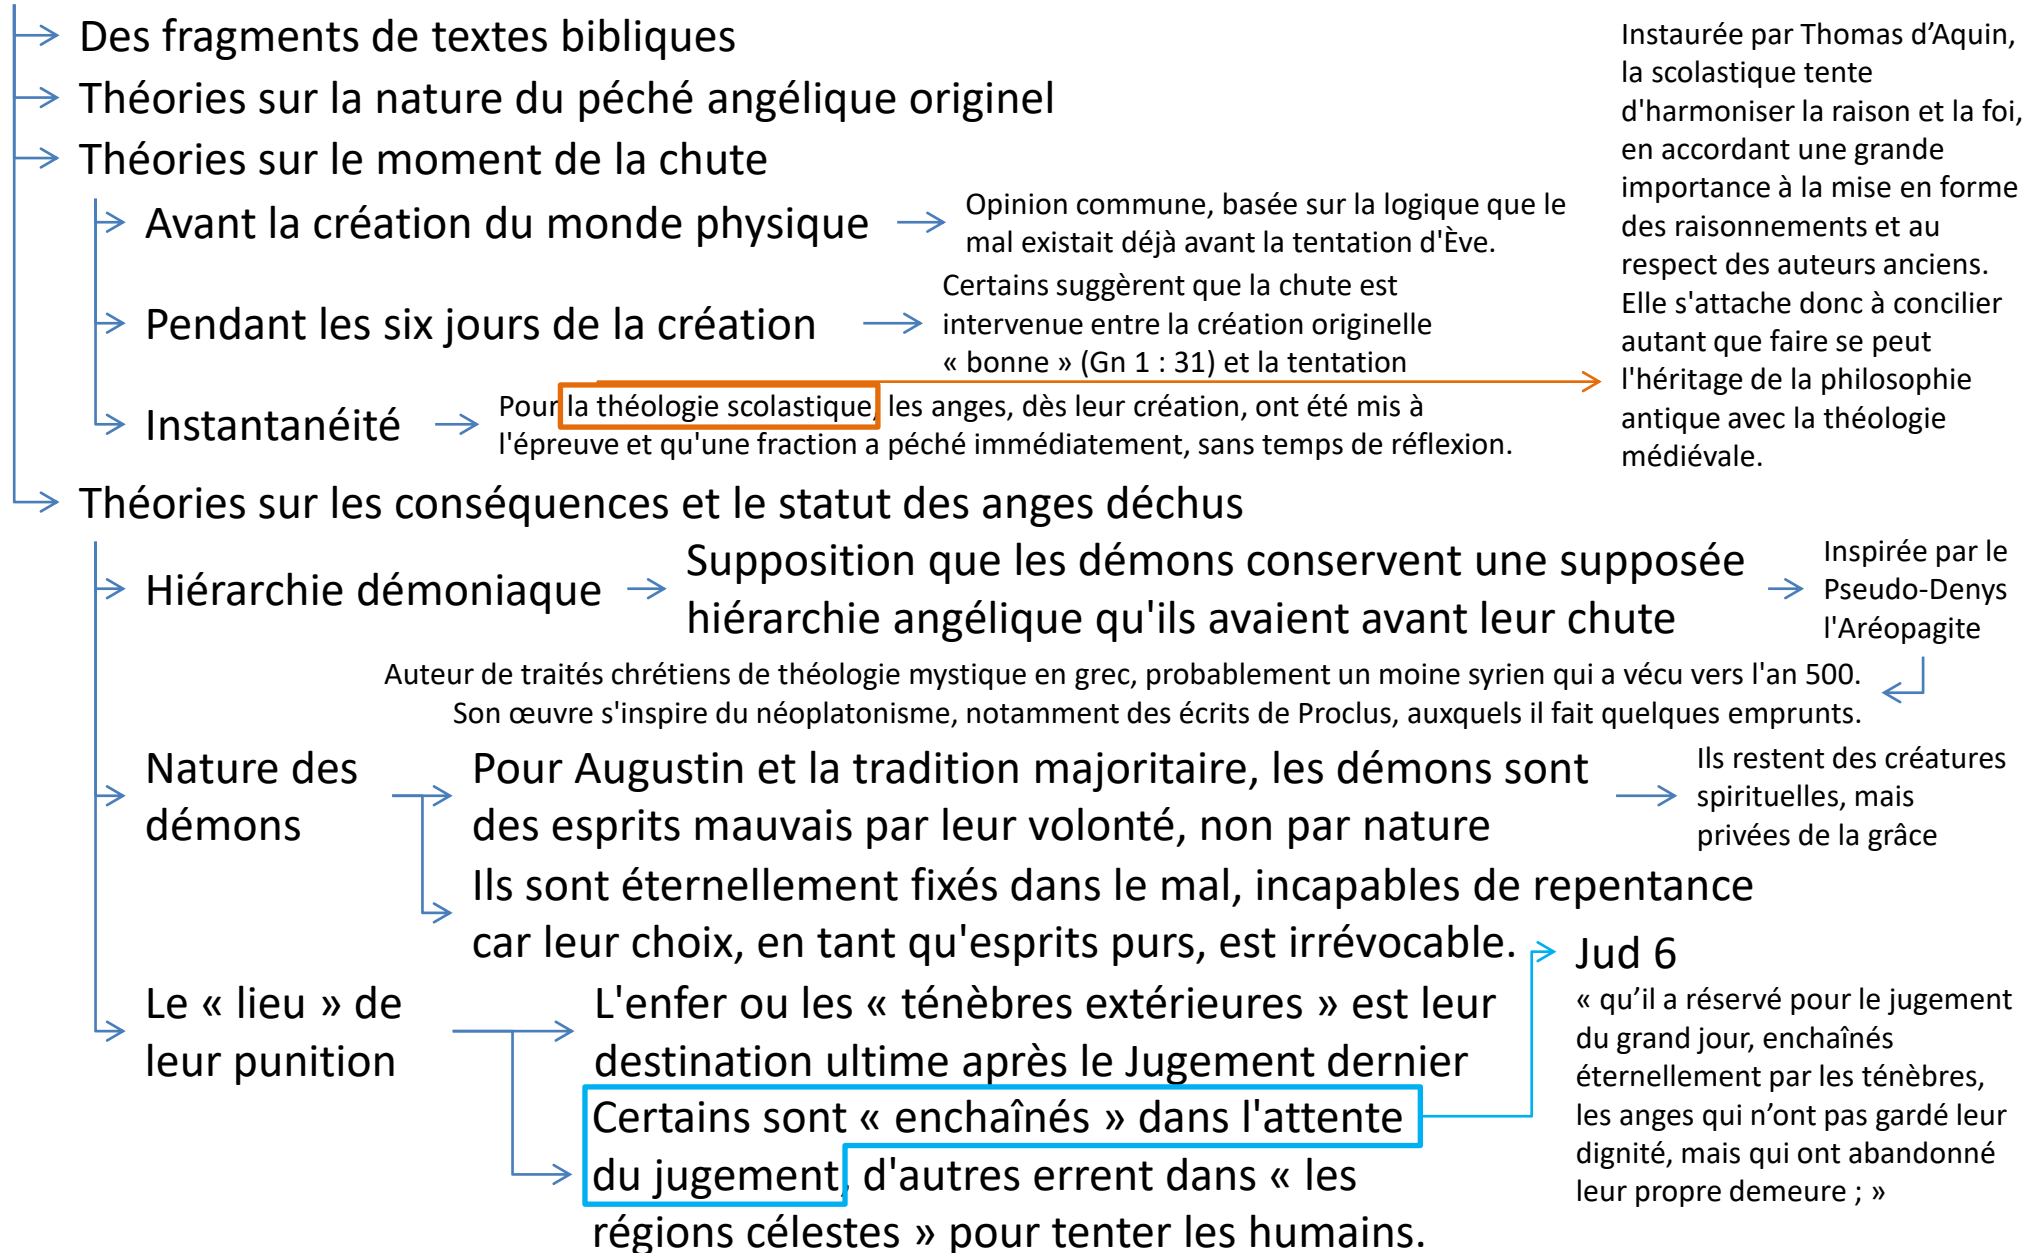 Des fragments de textes bibliques
Théories sur la nature du péché angélique originel
Théories sur le moment de la chute
Avant la création du monde physique
Opinion commune, basée sur la logique que le
mal existait déjà avant la tentation d'Ève.
Pendant les six jours de la création
Certains suggèrent que la chute est
intervenue entre la création originelle
« bonne » (Gn 1 : 31) et la tentation
Instantanéité
Pour la théologie scolastique, les anges, dès leur création, ont été mis à
l'épreuve et qu'une fraction a péché immédiatement, sans temps de réflexion.
Instaurée par Thomas d’Aquin,
la scolastique tente
d'harmoniser la raison et la foi,
en accordant une grande
importance à la mise en forme
des raisonnements et au
respect des auteurs anciens.
Elle s'attache donc à concilier
autant que faire se peut
l'héritage de la philosophie
antique avec la théologie
médiévale.
Théories sur les conséquences et le statut des anges déchus
Hiérarchie démoniaque
Supposition que les démons conservent une supposée
hiérarchie angélique qu'ils avaient avant leur chute
Inspirée par le
Pseudo-Denys
l'Aréopagite
Auteur de traités chrétiens de théologie mystique en grec, probablement un moine syrien qui a vécu vers l'an 500.
Son œuvre s'inspire du néoplatonisme, notamment des écrits de Proclus, auxquels il fait quelques emprunts.
Nature des
démons
Pour Augustin et la tradition majoritaire, les démons sont
des esprits mauvais par leur volonté, non par nature
Ils restent des créatures
spirituelles, mais
privées de la grâce
Ils sont éternellement fixés dans le mal, incapables de repentance
car leur choix, en tant qu'esprits purs, est irrévocable.
Le « lieu » de
leur punition
L'enfer ou les « ténèbres extérieures » est leur
destination ultime après le Jugement dernier
Certains sont « enchaînés » dans l'attente
du jugement, d'autres errent dans « les
régions célestes » pour tenter les humains.
Jud 6
« qu’il a réservé pour le jugement
du grand jour, enchaînés
éternellement par les ténèbres,
les anges qui n’ont pas gardé leur
dignité, mais qui ont abandonné
leur propre demeure ; »